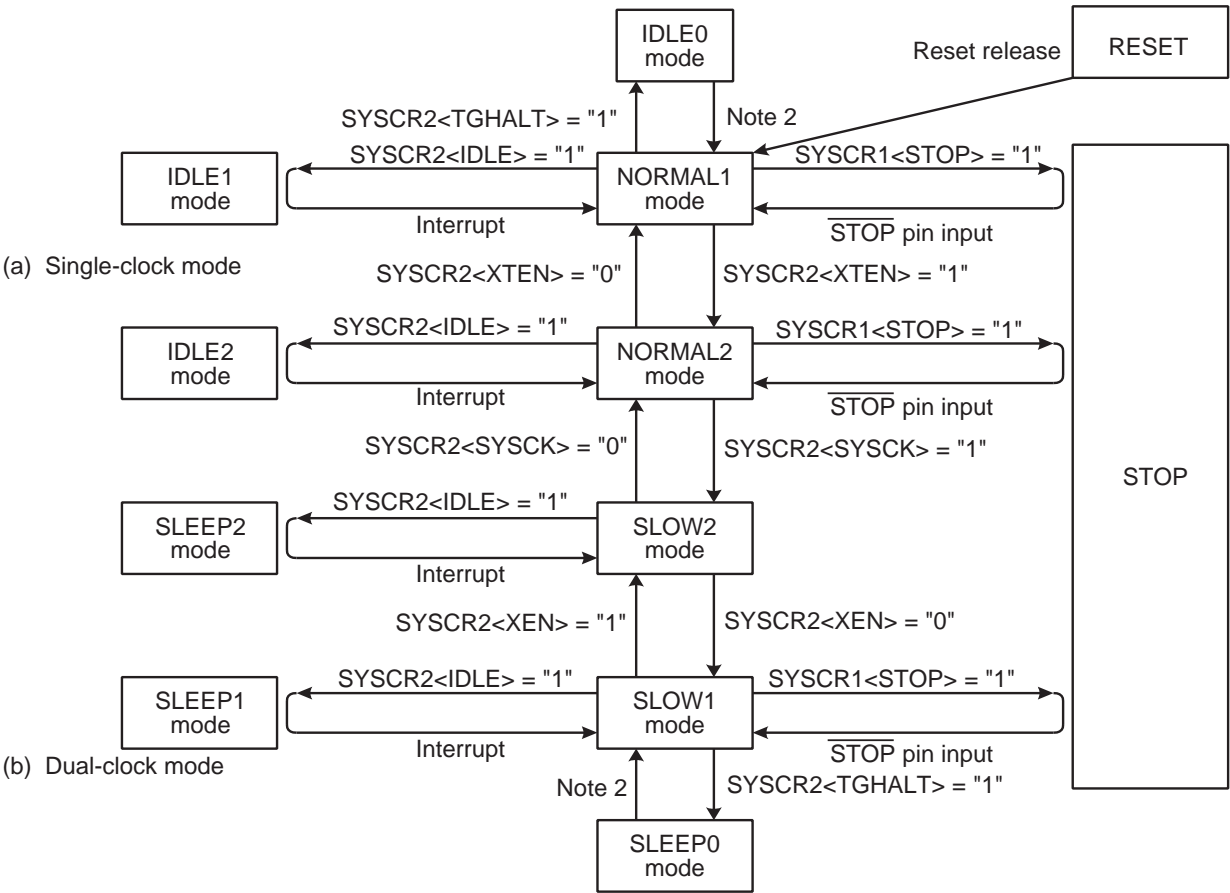 IDLE0
mode
Reset release
RESET
SYSCR2<TGHALT> = "1"
Note 2
IDLE1
mode
SYSCR2<IDLE> = "1"
Interrupt
NORMAL1
mode
SYSCR1<STOP> = "1"
STOP pin input
(a) Single-clock mode
SYSCR2<XTEN> = "0"
SYSCR2<XTEN> = "1"
IDLE2
mode
SYSCR2<IDLE> = "1"
Interrupt
NORMAL2
mode
SYSCR1<STOP> = "1"
STOP pin input
SYSCR2<SYSCK> = "0"
SYSCR2<SYSCK> = "1"
STOP
SLEEP2
mode
SYSCR2<IDLE> = "1"
Interrupt
SLOW2
mode
SYSCR2<XEN> = "1"
SYSCR2<XEN> = "0"
SLEEP1
mode
SYSCR2<IDLE> = "1"
Interrupt
SLOW1
mode
SYSCR1<STOP> = "1"
STOP pin input
(b) Dual-clock mode
Note 2
SYSCR2<TGHALT> = "1"
SLEEP0
mode